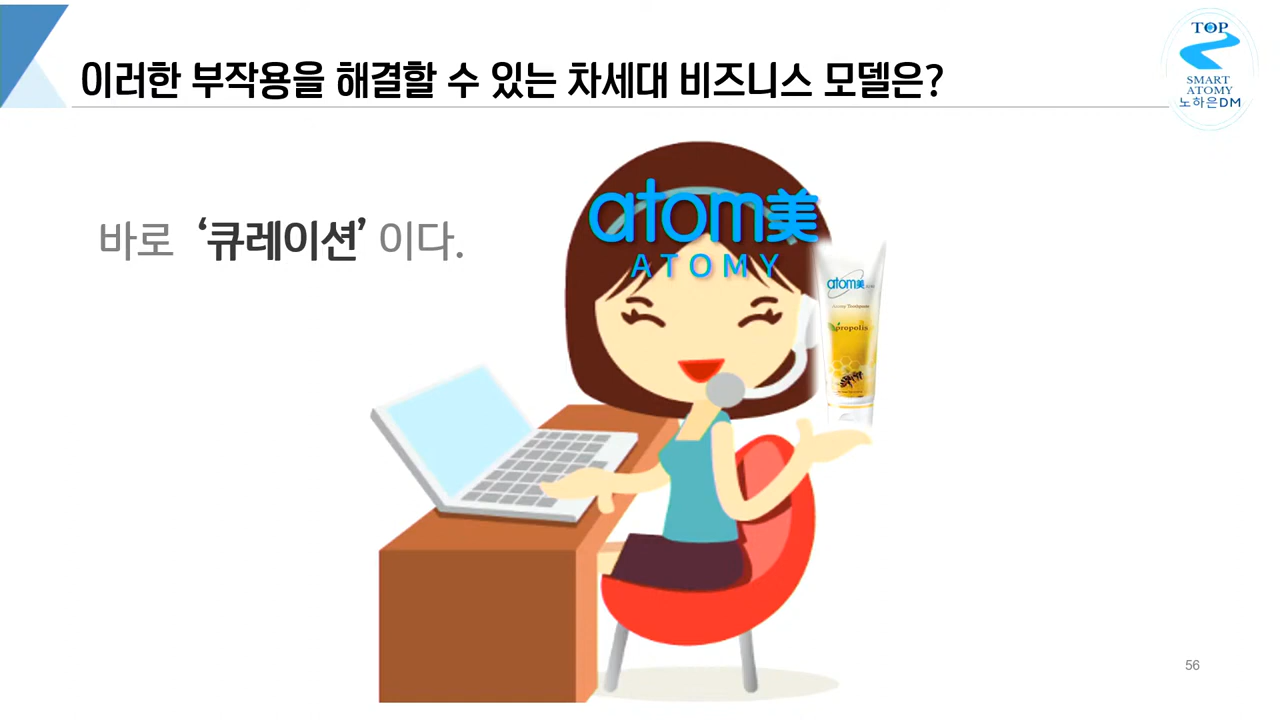 이러한 부작용을 해결할 수 있는 차세대 비즈니스 모델은?
TOP
SMART
ATOMY
노하은DM
바로 ‘큐레이션’ 이다.
atom美
ATOMY
atom美
propolis
56